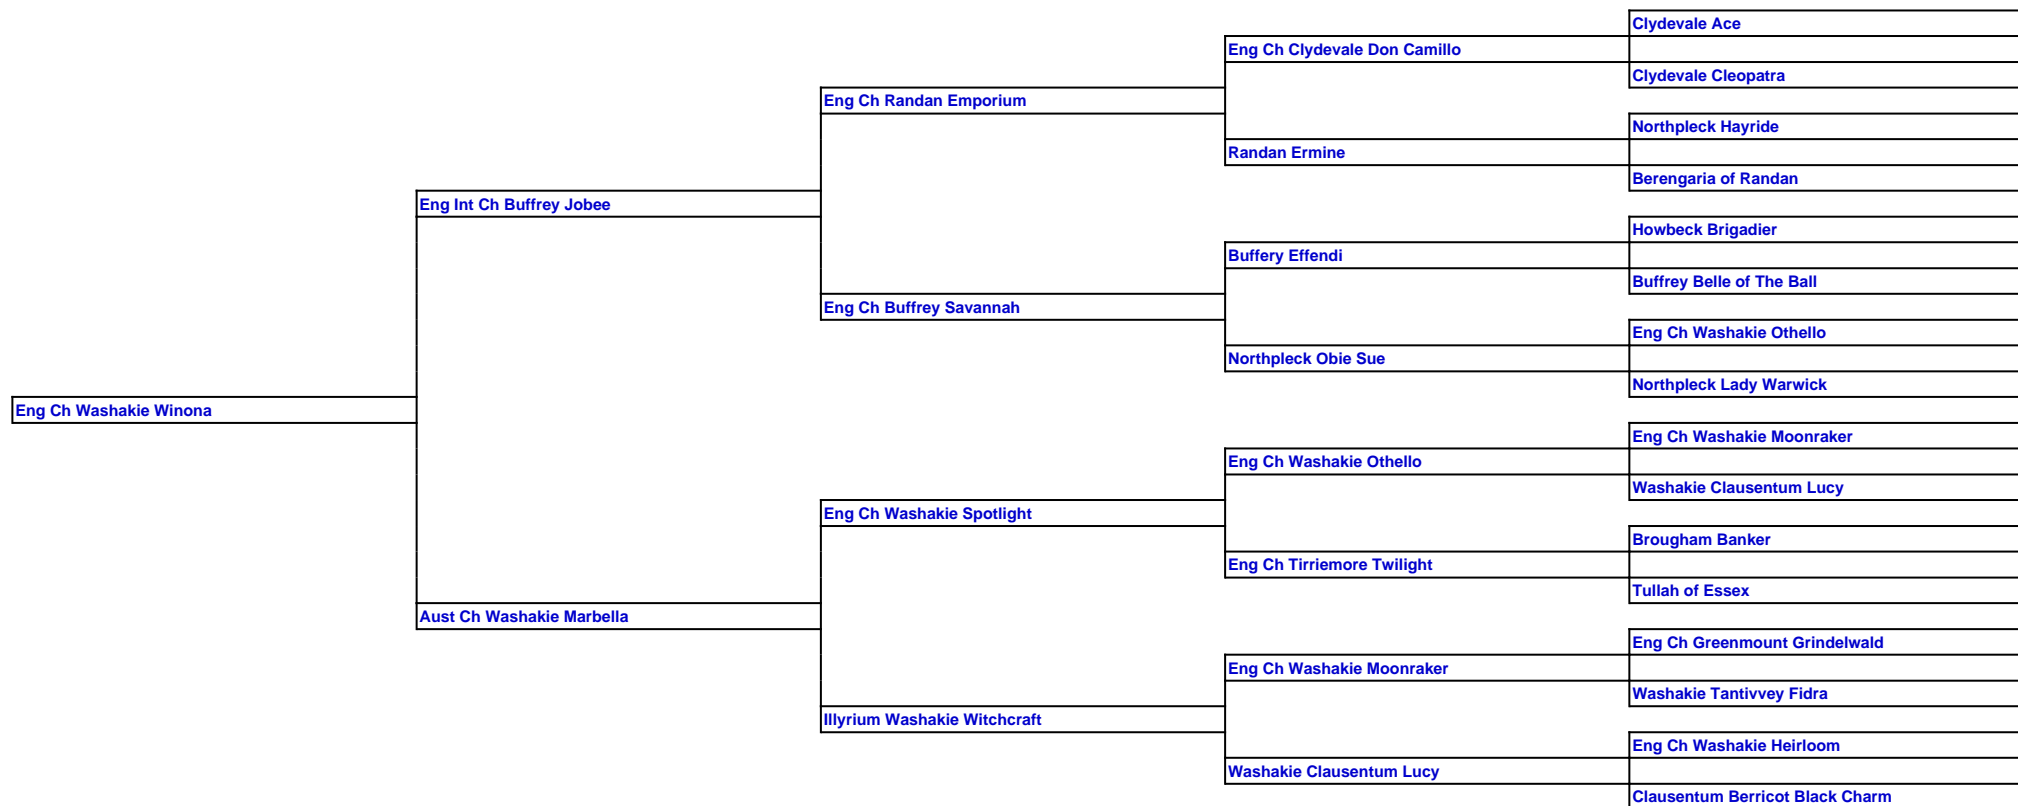 Clydevale Ace
Eng Ch Clydevale Don Camillo
Clydevale Cleopatra
Eng Ch Randan Emporium
Northpleck Hayride
Randan Ermine
Berengaria of Randan
Eng Int Ch Buffrey Jobee
Howbeck Brigadier
Buffery Effendi
Buffrey Belle of The Ball
Eng Ch Buffrey Savannah
Eng Ch Washakie Othello
Northpleck Obie Sue
Northpleck Lady Warwick
Eng Ch Washakie Winona
Eng Ch Washakie Moonraker
Eng Ch Washakie Othello
Washakie Clausentum Lucy
Eng Ch Washakie Spotlight
Brougham Banker
Eng Ch Tirriemore Twilight
Tullah of Essex
Aust Ch Washakie Marbella
Eng Ch Greenmount Grindelwald
Eng Ch Washakie Moonraker
Washakie Tantivvey Fidra
Illyrium Washakie Witchcraft
Eng Ch Washakie Heirloom
Washakie Clausentum Lucy
Clausentum Berricot Black Charm